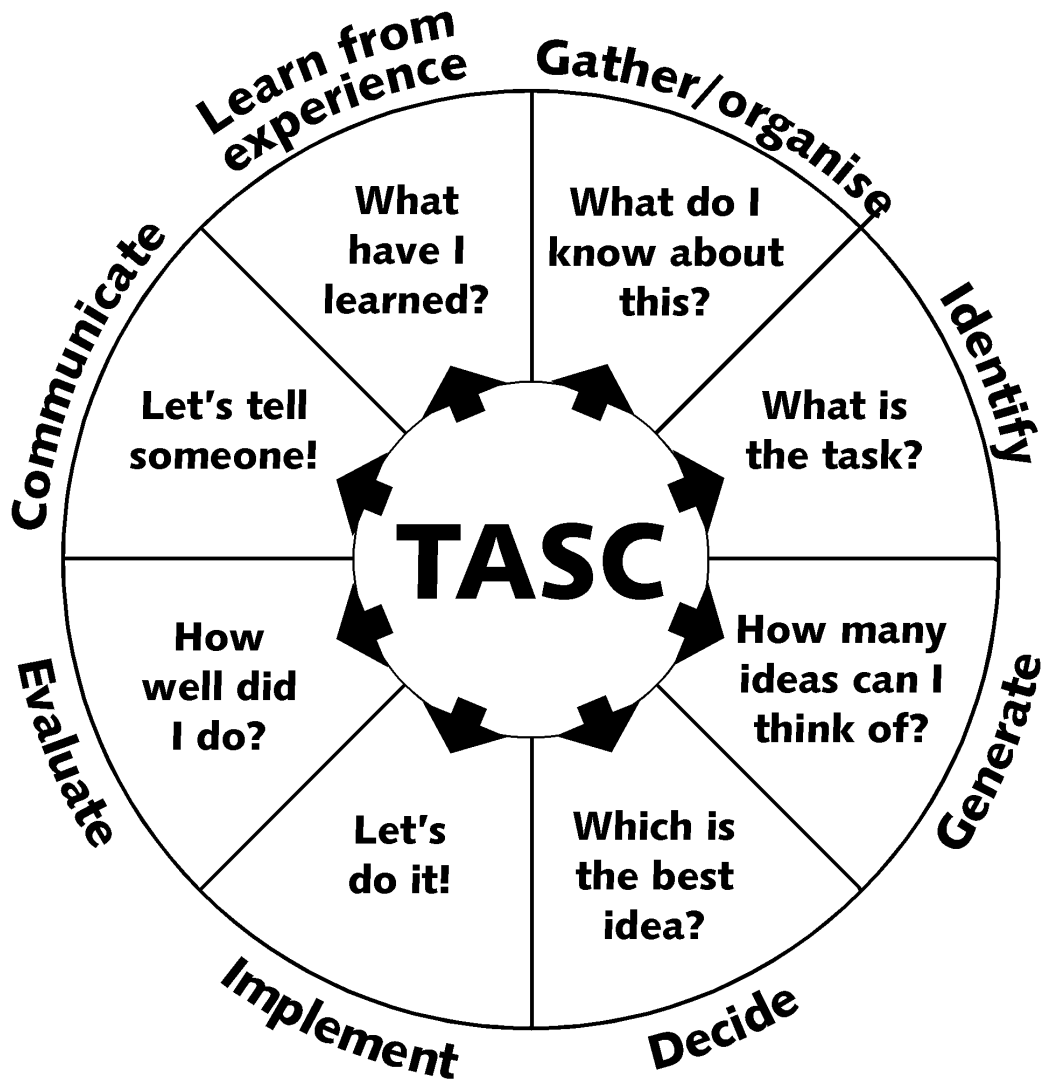 Gather/organise
What do I
know about
this?
Identify
What is
the task?
Generate
How many
ideas can I
think of?
Decide
Which is
the best
idea?
Implement
Let's
do it!
Evaluate
How
well did
I do?
Communicate
Let's tell
someone!
Learn from
experience
What
have I
learned?
TASC